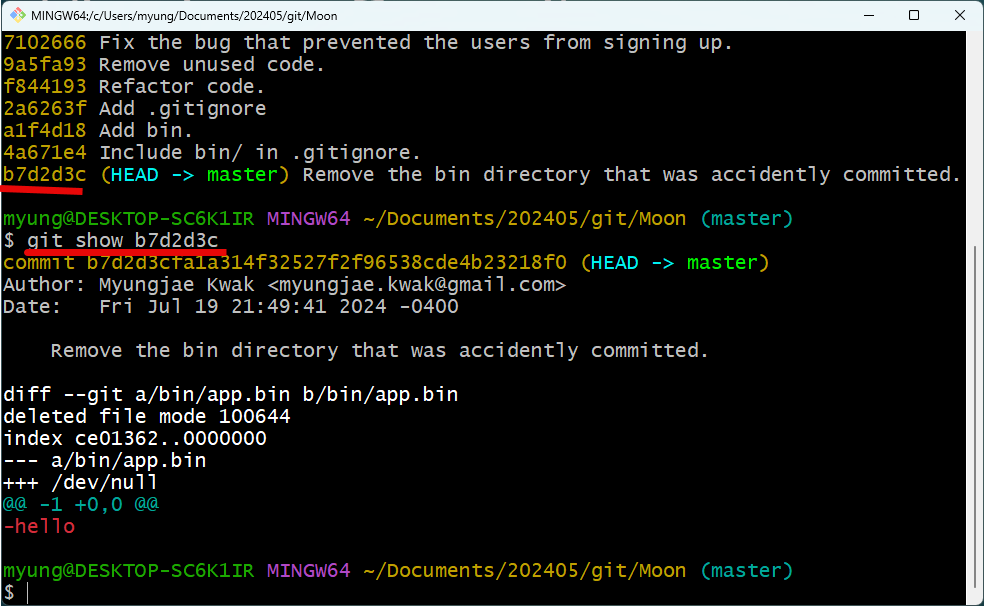 MINGW64:/c/Users/myung/Documents/202405/git/Moon
7102666 Fix the bug that prevented the users from signing up.
9a5fa93 Remove unused code.
f844193 Refactor code.
2a6263f Add .gitignore
a1f4d18 Add bin.
4a671e4 Include bin/ in .gitignore.
b7d2d3c (HEAD -> master) Remove the bin directory that was accidently committed.
myung@DESKTOP-SC6K1IR MINGW64 ~/Documents/202405/git/Moon (master)
$ git show b7d2d3c
commit b7d2d3cfa1a314f32527f2f96538cde4b23218f0 (HEAD -> master)
Author: Myungjae Kwak <myungjae.kwak@gmail.com>
Date:   Fri Jul 19 21:49:41 2024 -0400
    Remove the bin directory that was accidently committed.
diff --git a/bin/app.bin b/bin/app.bin
deleted file mode 100644
index ce01362..0000000
--- a/bin/app.bin
+++ /dev/null
@@ -1 +0,0 @@
-hello
myung@DESKTOP-SC6K1IR MINGW64 ~/Documents/202405/git/Moon (master)
$